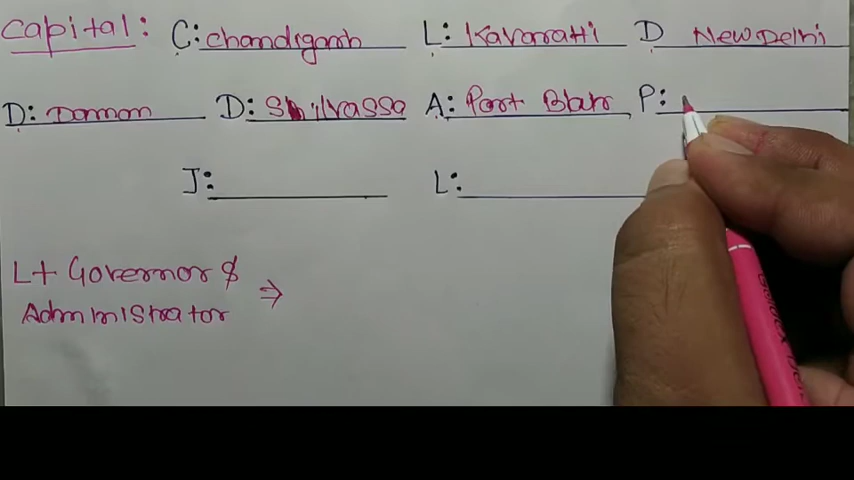 Capital: C: chandigarh L: Kavaratti D New Delhi
D: Daman D: Silvassa A: Port Blair P:
J: L:
Lt Governor &
Administrator ⇒